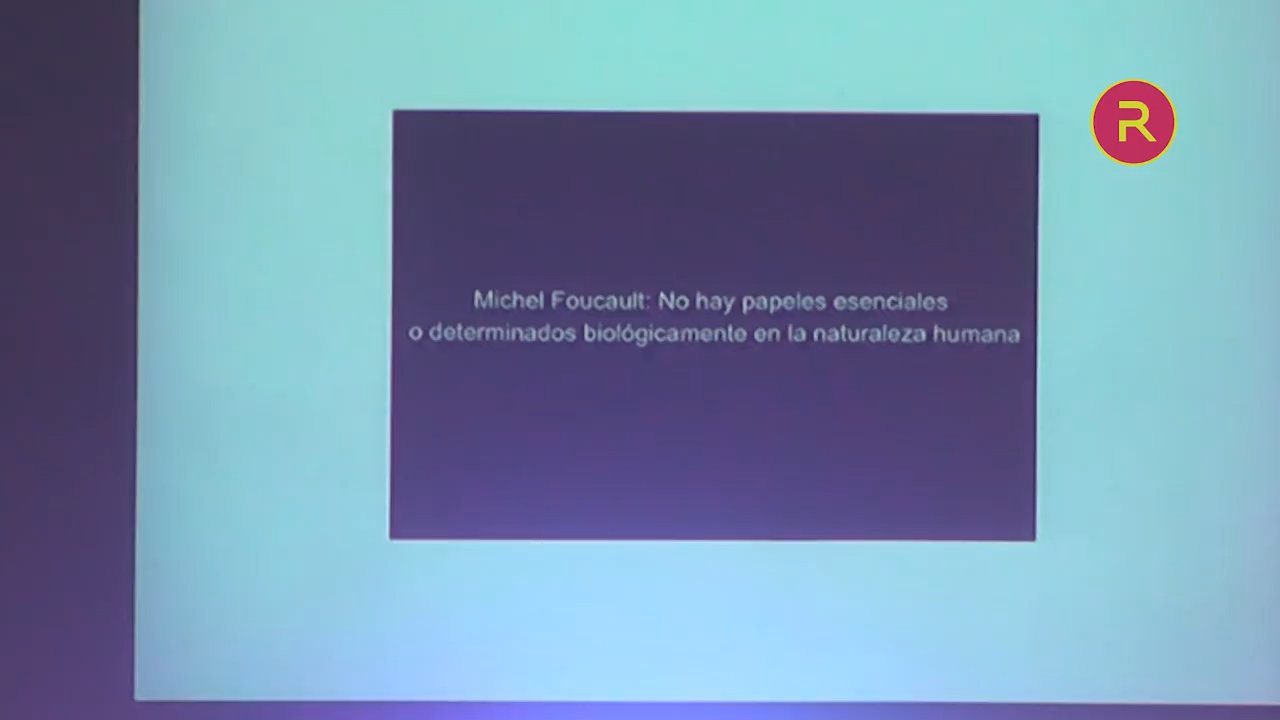 R
Michel Foucault: No hay papeles esenciales
o determinados biológicamente en la naturaleza humana